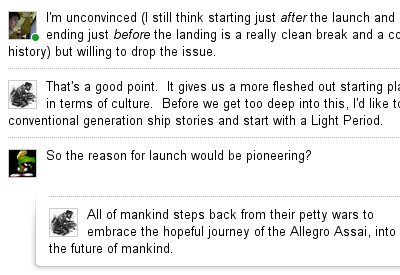 I'm unconvinced (I still think starting just after the launch and
ending just before the landing is a really clean break and a co
history) but willing to drop the issue.
That's a good point. It gives us a more fleshed out starting pla
in terms of culture. Before we get too deep into this, I'd like to
conventional generation ship stories and start with a Light Period.
So the reason for launch would be pioneering?
All of mankind steps back from their petty wars to
embrace the hopeful journey of the Allegro Assai, into
the future of mankind.